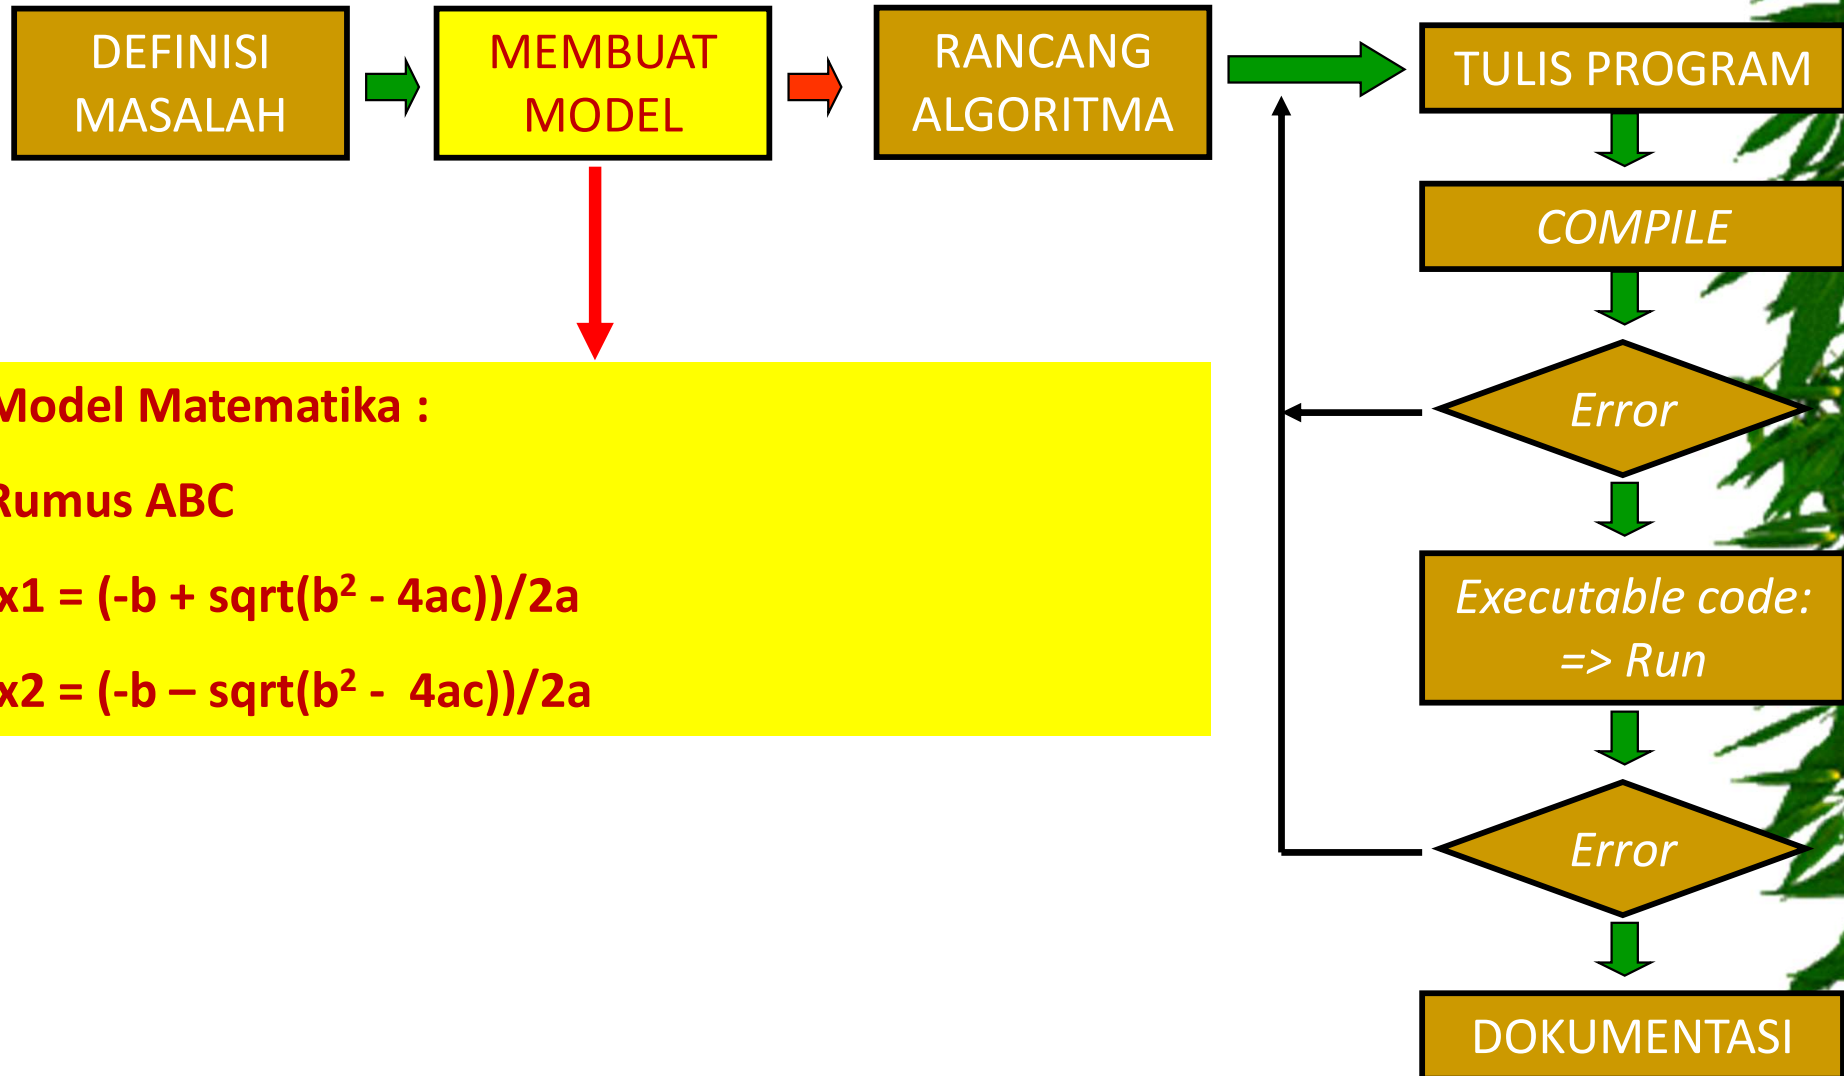 DEFINISI
MASALAH
MEMBUAT
MODEL
RANCANG
ALGORITMA
TULIS PROGRAM
COMPILE
Error
Executable code:
=> Run
Error
DOKUMENTASI
Model Matematika :
Rumus ABC
x1 = (-b + sqrt(b² - 4ac))/2a
x2 = (-b – sqrt(b² - 4ac))/2a